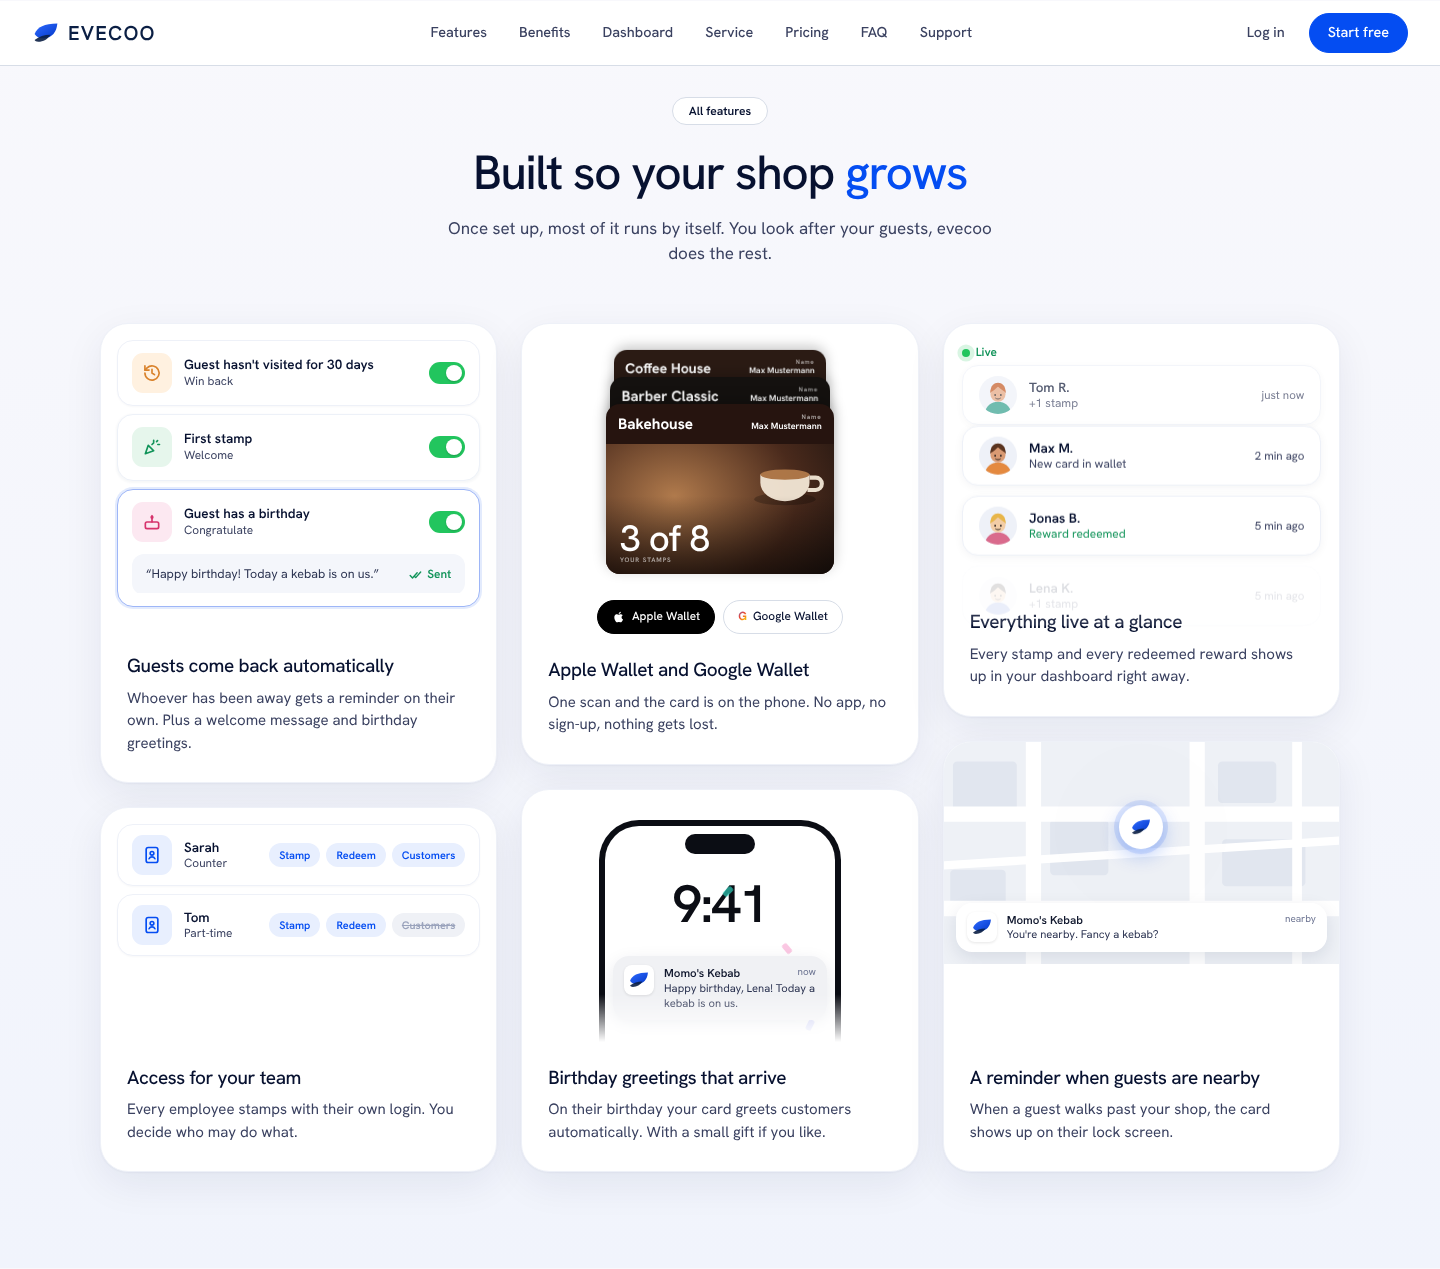 EVECOO
Features
Benefits
Dashboard
Service
Pricing
FAQ
Support
Log in
Start free
All features
Built so your shop grows
Once set up, most of it runs by itself. You look after your guests, evecoo
does the rest.
Guest hasn't visited for 30 days
Win back
First stamp
Welcome
Guest has a birthday
Congratulate
“Happy birthday! Today a kebab is on us.”
Sent
Guests come back automatically
Whoever has been away gets a reminder on their
own. Plus a welcome message and birthday
greetings.
Coffee House
Name
Max Mustermann
Barber Classic
Name
Max Mustermann
Bakehouse
Name
Max Mustermann
3 of 8
YOUR STAMPS
Apple Wallet
G Google Wallet
Apple Wallet and Google Wallet
One scan and the card is on the phone. No app, no
sign-up, nothing gets lost.
Live
Tom R.
+1 stamp
just now
Max M.
New card in wallet
2 min ago
Jonas B.
Reward redeemed
5 min ago
Lena K.
+1 stamp
5 min ago
Everything live at a glance
Every stamp and every redeemed reward shows
up in your dashboard right away.
Sarah
Counter
Stamp
Redeem
Customers
Tom
Part-time
Stamp
Redeem
Customers
Access for your team
Every employee stamps with their own login. You
decide who may do what.
9:41
Momo's Kebab
now
Happy birthday, Lena! Today a
kebab is on us.
Birthday greetings that arrive
On their birthday your card greets customers
automatically. With a small gift if you like.
Momo's Kebab
nearby
You're nearby. Fancy a kebab?
A reminder when guests are nearby
When a guest walks past your shop, the card
shows up on their lock screen.